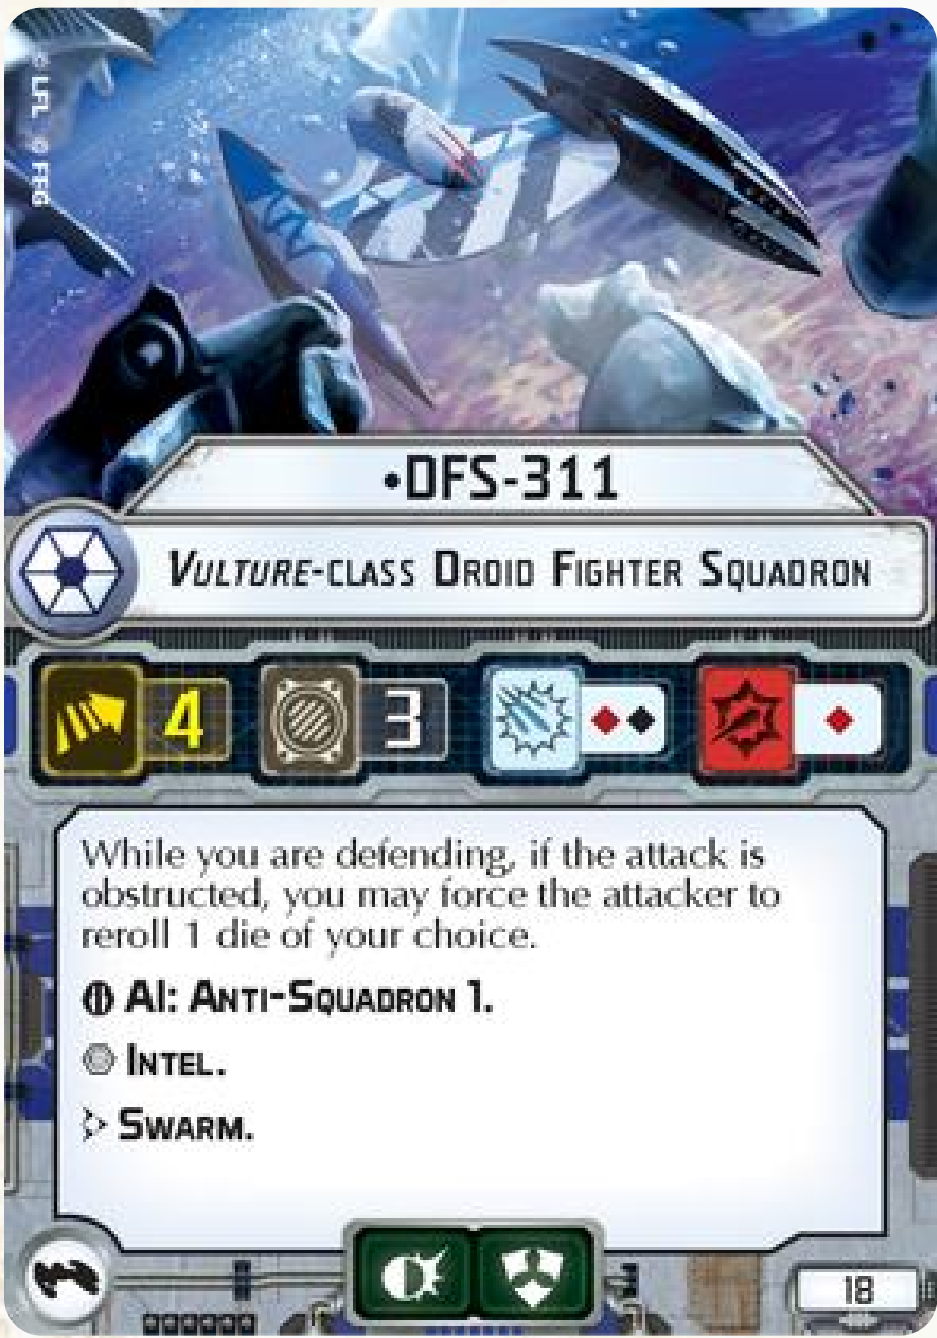 © LFL © FFG
•DFS-311
VULTURE-CLASS DROID FIGHTER SQUADRON
4 3
While you are defending, if the attack is
obstructed, you may force the attacker to
reroll 1 die of your choice.
AI: ANTI-SQUADRON 1.
INTEL.
SWARM.
18